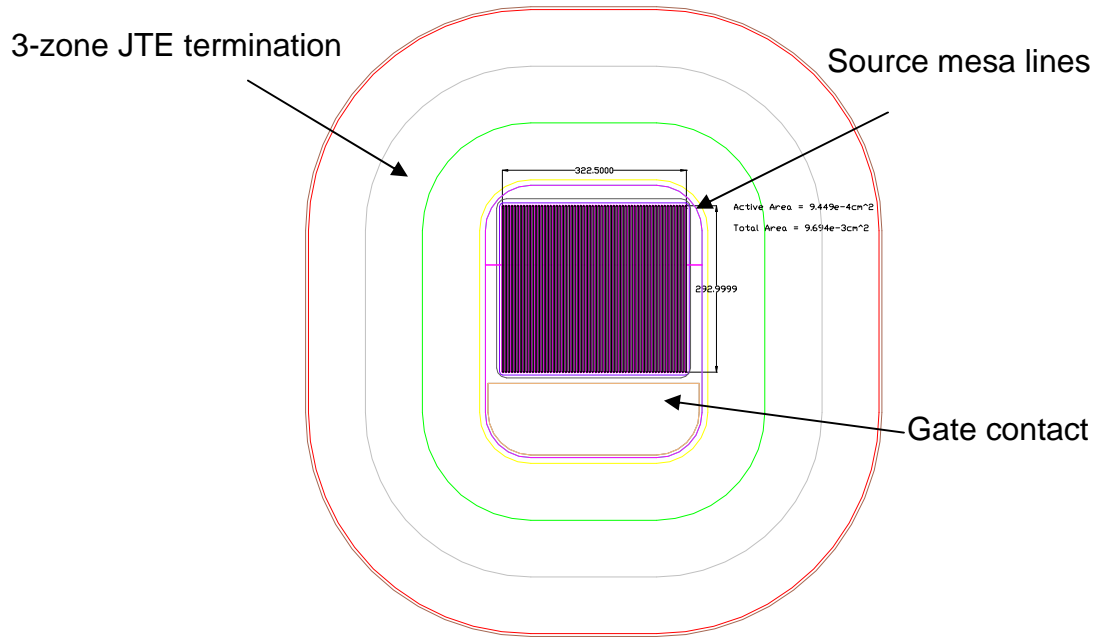 3-zone JTE termination
Source mesa lines
322.5000
Active Area = 9.449e-4cm^2
Total Area = 9.694e-3cm^2
292.9999
Gate contact